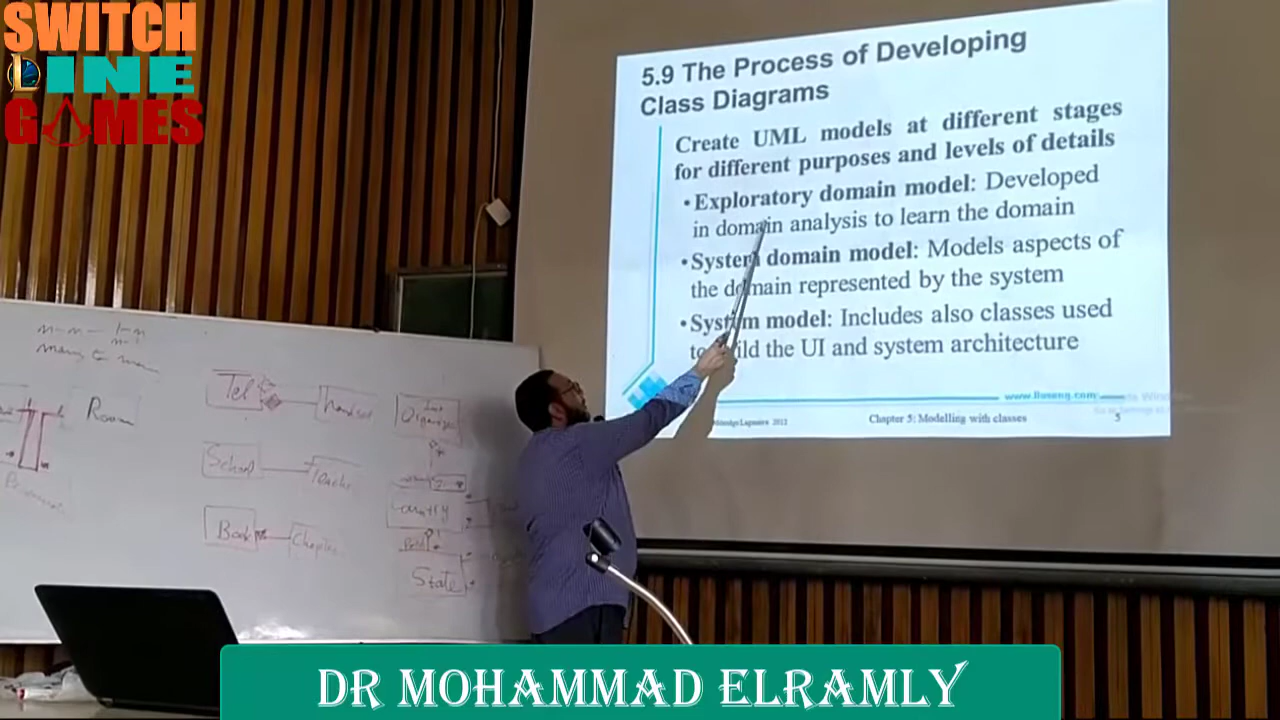 SWITCH
LINE
GAMES
5.9 The Process of Developing
Class Diagrams
Create UML models at different stages
for different purposes and levels of details
•Exploratory domain model: Developed
in domain analysis to learn the domain
•System domain model: Models aspects of
the domain represented by the system
•System model: Includes also classes used
to build the UI and system architecture
www.lloseng.com
Chapter 5: Modelling with classes
5
Room
Tel
handset
School
Teacher
Book
Chapter
Country
State
DR MOHAMMAD ELRAMLY